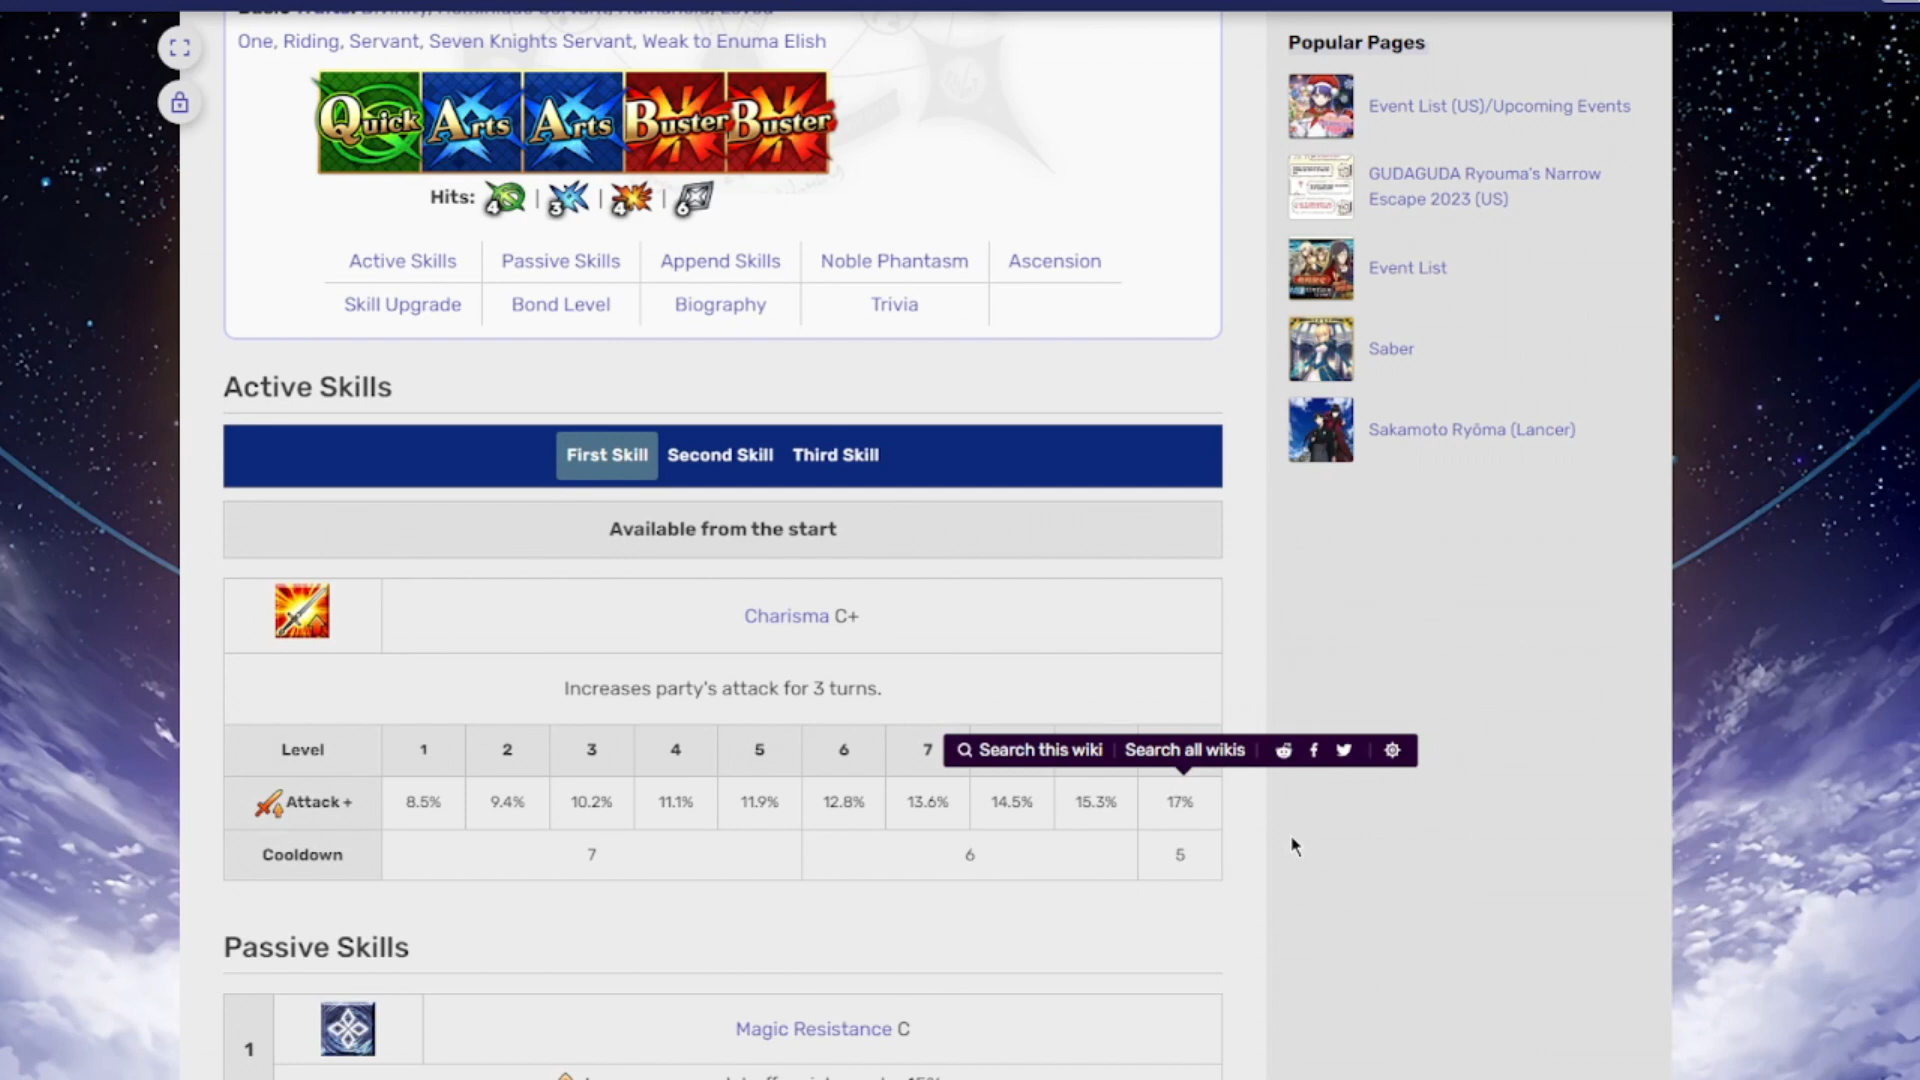 One, Riding, Servant, Seven Knights Servant, Weak to Enuma Elish
Quick Arts Arts Buster Buster
Hits: 4 | 3 | 4 | 6
Active Skills Passive Skills Append Skills Noble Phantasm Ascension
Skill Upgrade Bond Level Biography Trivia
Active Skills
First Skill Second Skill Third Skill
Available from the start
Charisma C+
Increases party's attack for 3 turns.
Level 1 2 3 4 5 6 7
Search this wiki Search all wikis
Attack + 8.5% 9.4% 10.2% 11.1% 11.9% 12.8% 13.6% 14.5% 15.3% 17%
Cooldown 7 6 5
Passive Skills
1
Magic Resistance C
Popular Pages
Event List (US)/Upcoming Events
GUDAGUDA Ryouma's Narrow
Escape 2023 (US)
Event List
Saber
Sakamoto Ryōma (Lancer)